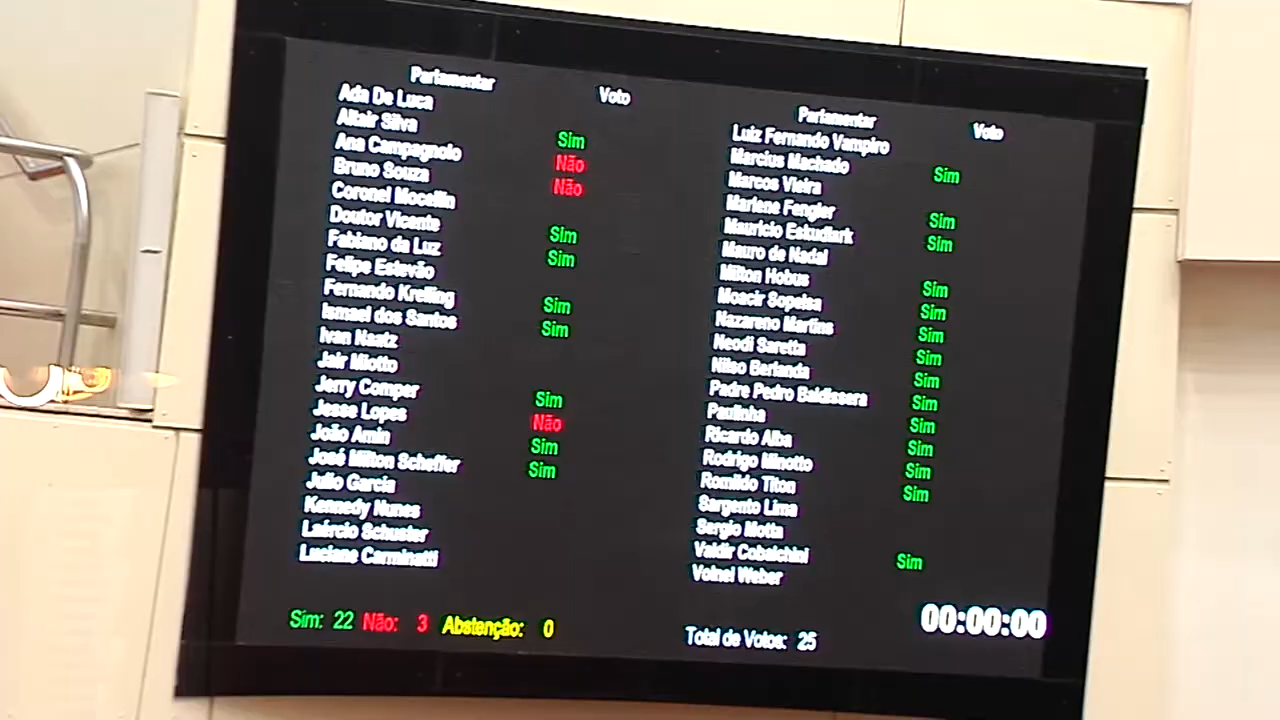 Parlamentar Voto
Ada De Luca
Altair Silva Sim
Ana Campagnolo Não
Bruno Souza Não
Coronel Mocellin
Doutor Vicente Sim
Fabiano da Luz Sim
Felipe Estevão
Fernando Krelling Sim
Ismael dos Santos Sim
Ivan Naatz
Jair Miotto
Jerry Comper Sim
Jesse Lopes Não
João Amin Sim
José Milton Scheffer Sim
Julio Garcia
Kennedy Nunes
Laércio Schuster
Luciane Carminatti
Parlamentar Voto
Luiz Fernando Vampiro
Marcius Machado Sim
Marcos Vieira
Marlene Fengler Sim
Mauricio Eskudlark Sim
Mauro de Nadal
Milton Hobus Sim
Moacir Sopelsa Sim
Nazareno Martins Sim
Neodi Saretta Sim
Nilso Berlanda Sim
Padre Pedro Baldissera Sim
Paulinha Sim
Ricardo Alba Sim
Rodrigo Minotto Sim
Romildo Titon Sim
Sargento Lima
Sergio Motta
Valdir Cobalchini Sim
Volnei Weber
Sim: 22 Não: 3 Abstenção: 0
Total de Votos: 25
00:00:00